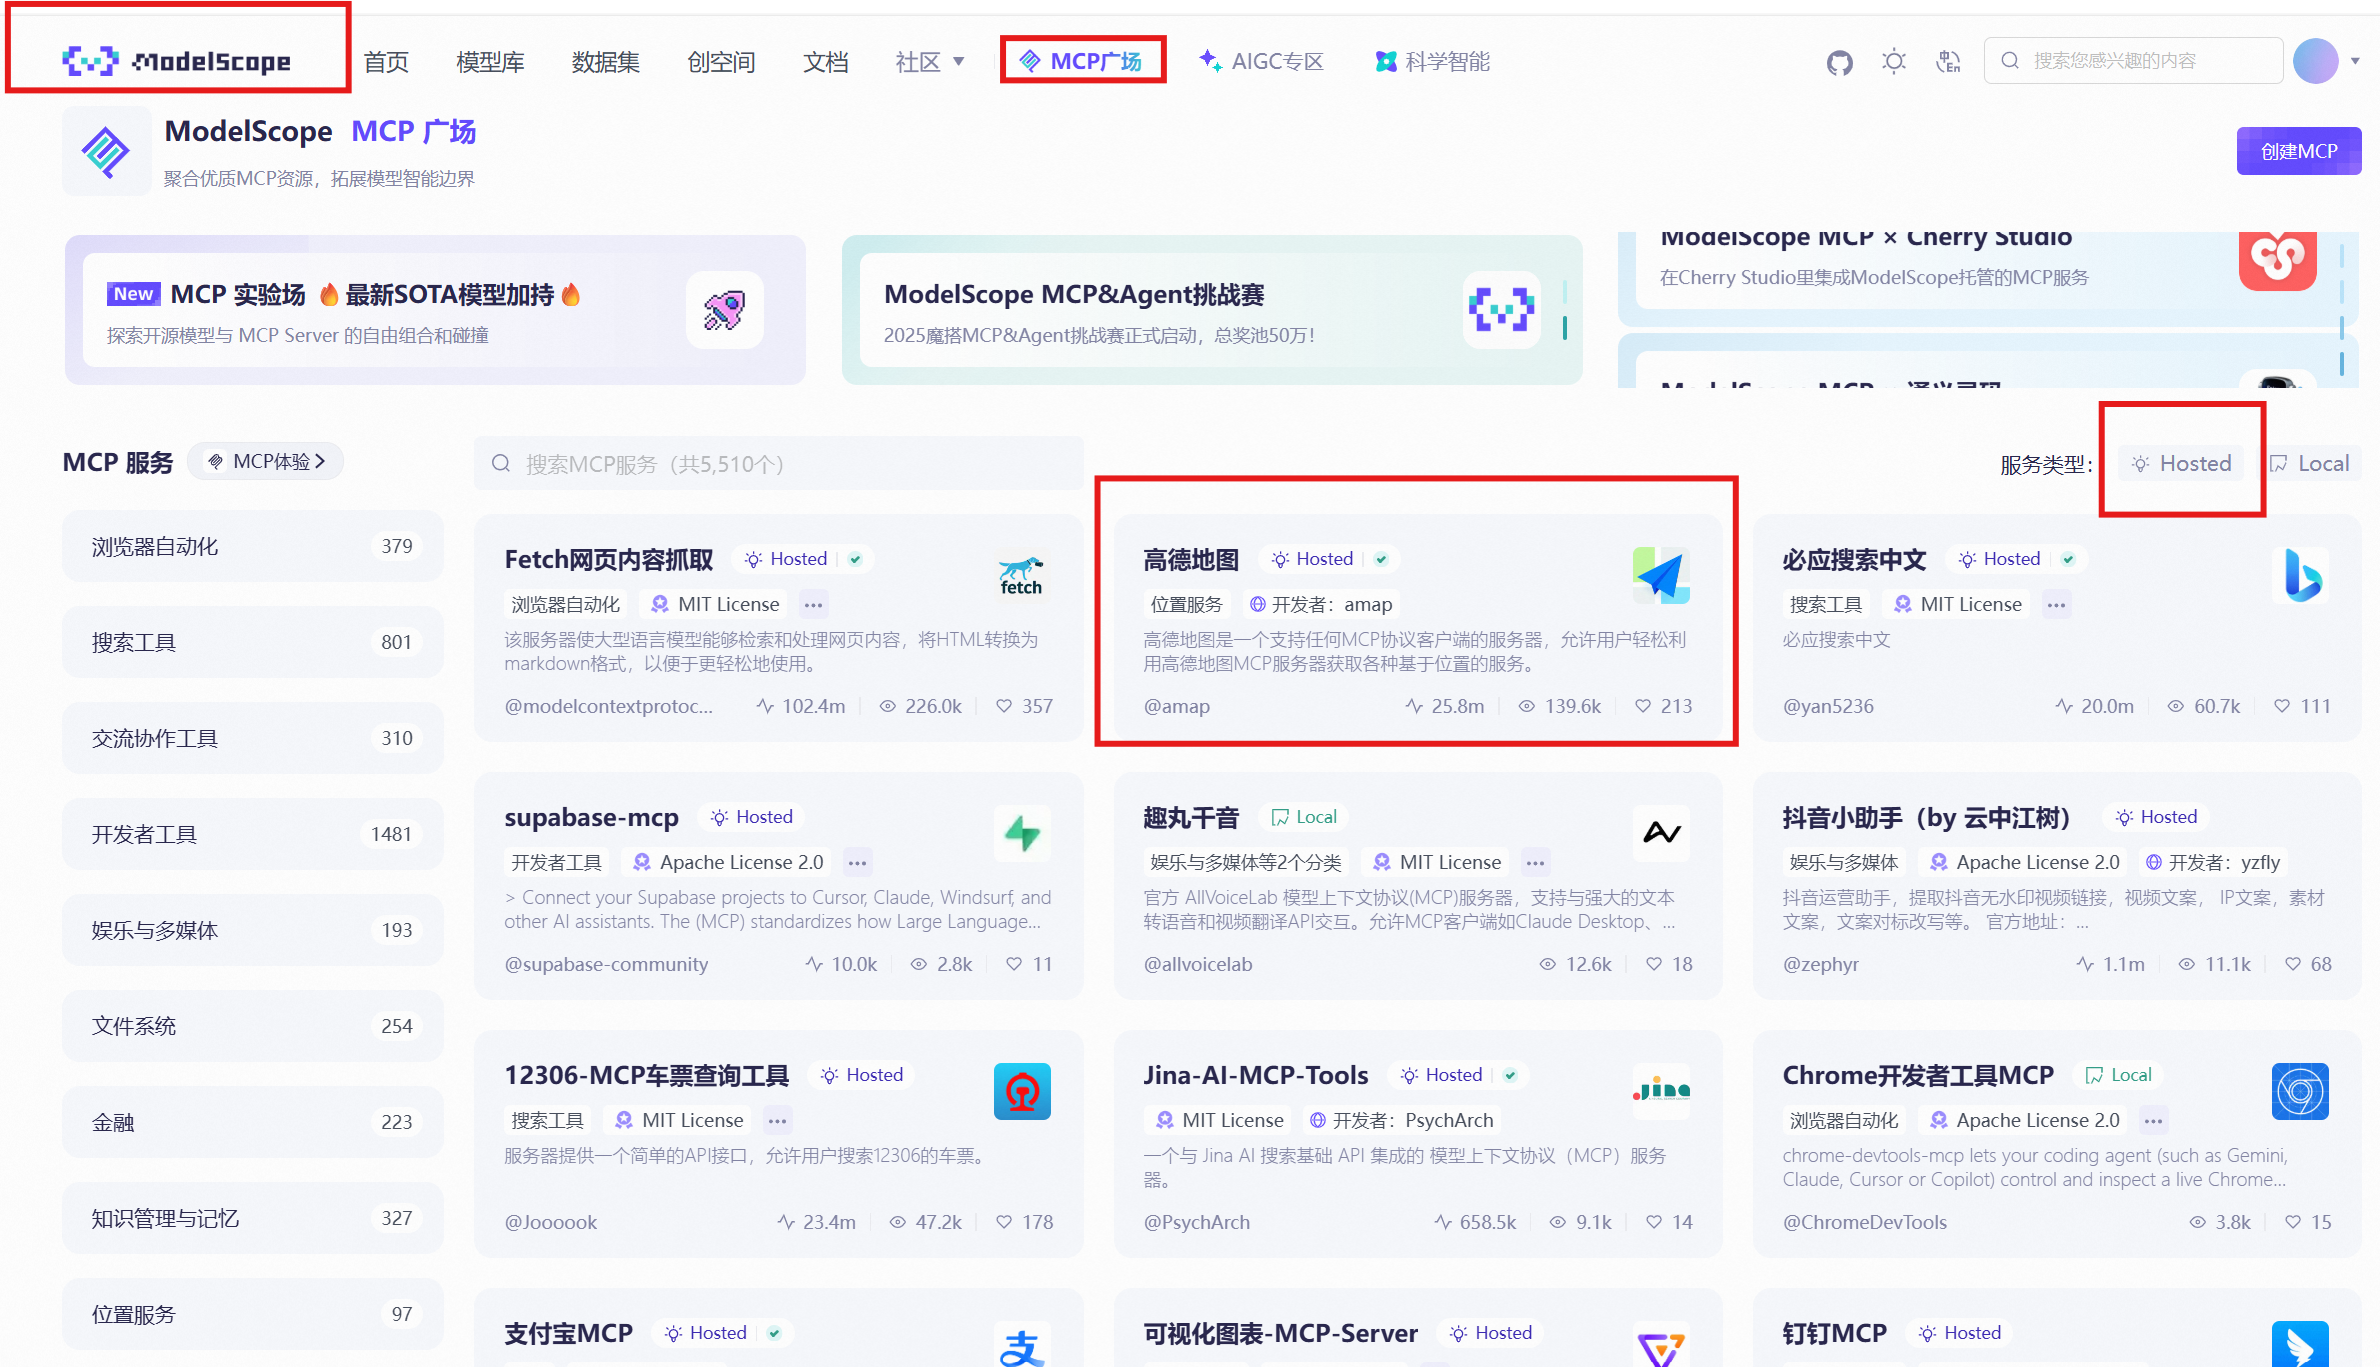 ModelScope 首页 模型库 数据集 创空间 文档 社区 MCP广场 AIGC专区 科学智能 搜索您感兴趣的内容
ModelScope MCP 广场
聚合优质MCP资源，拓展模型智能边界
创建MCP
New MCP 实验场 🔥最新SOTA模型加持🔥
探索开源模型与 MCP Server 的自由组合和碰撞
ModelScope MCP&Agent挑战赛
2025魔搭MCP&Agent挑战赛正式启动，总奖池50万！
ModelScope MCP × Cherry Studio
在Cherry Studio里集成ModelScope托管的MCP服务
MCP 服务 MCP体验
搜索MCP服务（共5,510个）
服务类型： Hosted Local
浏览器自动化 379
搜索工具 801
交流协作工具 310
开发者工具 1481
娱乐与多媒体 193
文件系统 254
金融 223
知识管理与记忆 327
位置服务 97
Fetch网页内容抓取 Hosted
fetch
浏览器自动化 MIT License ...
该服务器使大型语言模型能够检索和处理网页内容，将HTML转换为
markdown格式，以便于更轻松地使用。
@modelcontextprotoc... 102.4m 226.0k 357
高德地图 Hosted
位置服务 开发者：amap
高德地图是一个支持任何MCP协议客户端的服务器，允许用户轻松利
用高德地图MCP服务器获取各种基于位置的服务。
@amap 25.8m 139.6k 213
必应搜索中文 Hosted
搜索工具 MIT License ...
必应搜索中文
@yan5236 20.0m 60.7k 111
supabase-mcp Hosted
开发者工具 Apache License 2.0 ...
> Connect your Supabase projects to Cursor, Claude, Windsurf, and
other AI assistants. The (MCP) standardizes how Large Language...
@supabase-community 10.0k 2.8k 11
趣丸千音 Local
娱乐与多媒体等2个分类 MIT License ...
官方 AllVoiceLab 模型上下文协议(MCP)服务器，支持与强大的文本
转语音和视频翻译API交互。允许MCP客户端如Claude Desktop、...
@allvoicelab 12.6k 18
抖音小助手（by 云中江树） Hosted
娱乐与多媒体 Apache License 2.0 开发者：yzfly
抖音运营助手，提取抖音无水印视频链接，视频文案， IP文案，素材
文案，文案对标改写等。 官方地址：...
@zephyr 1.1m 11.1k 68
12306-MCP车票查询工具 Hosted
搜索工具 MIT License ...
服务器提供一个简单的API接口，允许用户搜索12306的车票。
@Joooook 23.4m 47.2k 178
Jina-AI-MCP-Tools Hosted
Jina
MIT License 开发者：PsychArch
一个与 Jina AI 搜索基础 API 集成的 模型上下文协议（MCP）服务
器。
@PsychArch 658.5k 9.1k 14
Chrome开发者工具MCP Local
浏览器自动化 Apache License 2.0 ...
chrome-devtools-mcp lets your coding agent (such as Gemini,
Claude, Cursor or Copilot) control and inspect a live Chrome...
@ChromeDevTools 3.8k 15
支付宝MCP Hosted
支
可视化图表-MCP-Server Hosted
钉钉MCP Hosted